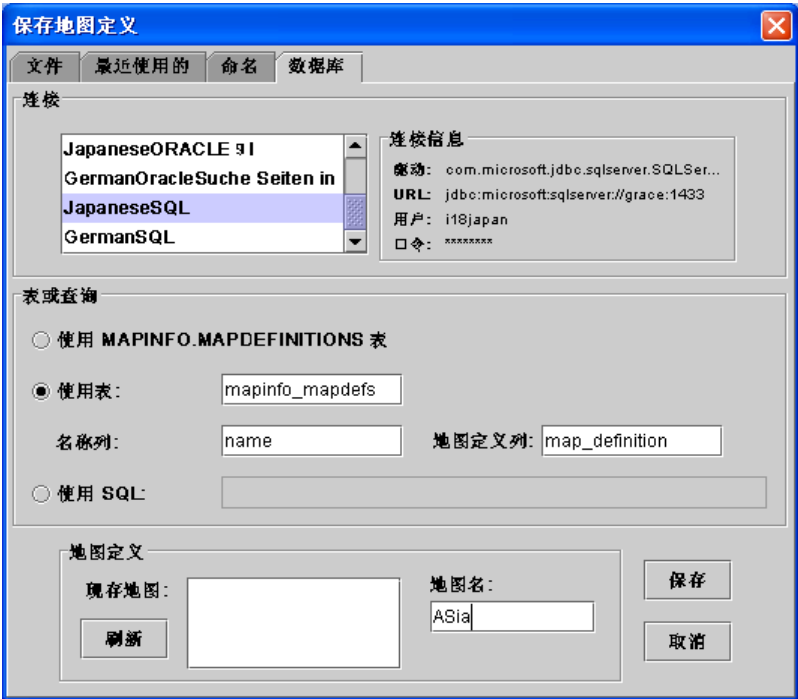 保存地图定义
文件 最近使用的 命名 数据库
连接
JapaneseORACLE 9 I
GermanOracleSuche Seiten in
JapaneseSQL
GermanSQL
连接信息
驱动: com.microsoft.jdbc.sqlserver.SQLSer...
URL: jdbc:microsoft:sqlserver://grace:1433
用户: i18japan
口令: ********
表或查询
使用 MAPINFO.MAPDEFINITIONS 表
使用表: mapinfo_mapdefs
名称列: name 地图定义列: map_definition
使用 SQL:
地图定义
现存地图:
刷新
地图名:
ASia
保存
取消